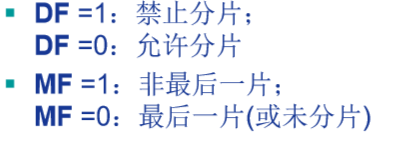 ▪ DF =1：禁止分片；
DF =0：允许分片
▪ MF =1：非最后一片；
MF =0：最后一片(或未分片)